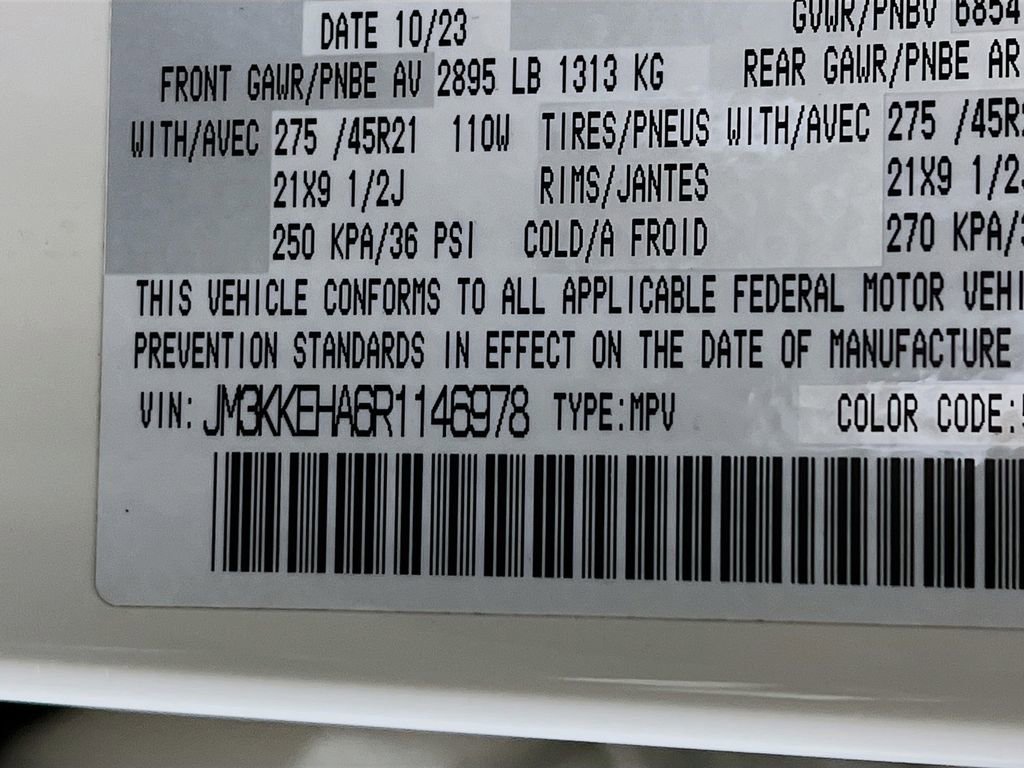 DATE 10/23 GVWR/PNBV 6854
FRONT GAWR/PNBE AV 2895 LB 1313 KG REAR GAWR/PNBE AR
WITH/AVEC 275 /45R21 110W TIRES/PNEUS WITH/AVEC 275 /45R2
21X9 1/2J RIMS/JANTES 21X9 1/2J
250 KPA/36 PSI COLD/A FROID 270 KPA/3
THIS VEHICLE CONFORMS TO ALL APPLICABLE FEDERAL MOTOR VEHI
PREVENTION STANDARDS IN EFFECT ON THE DATE OF MANUFACTURE
VIN: JM3KKEHA6R1146978 TYPE:MPV COLOR CODE: